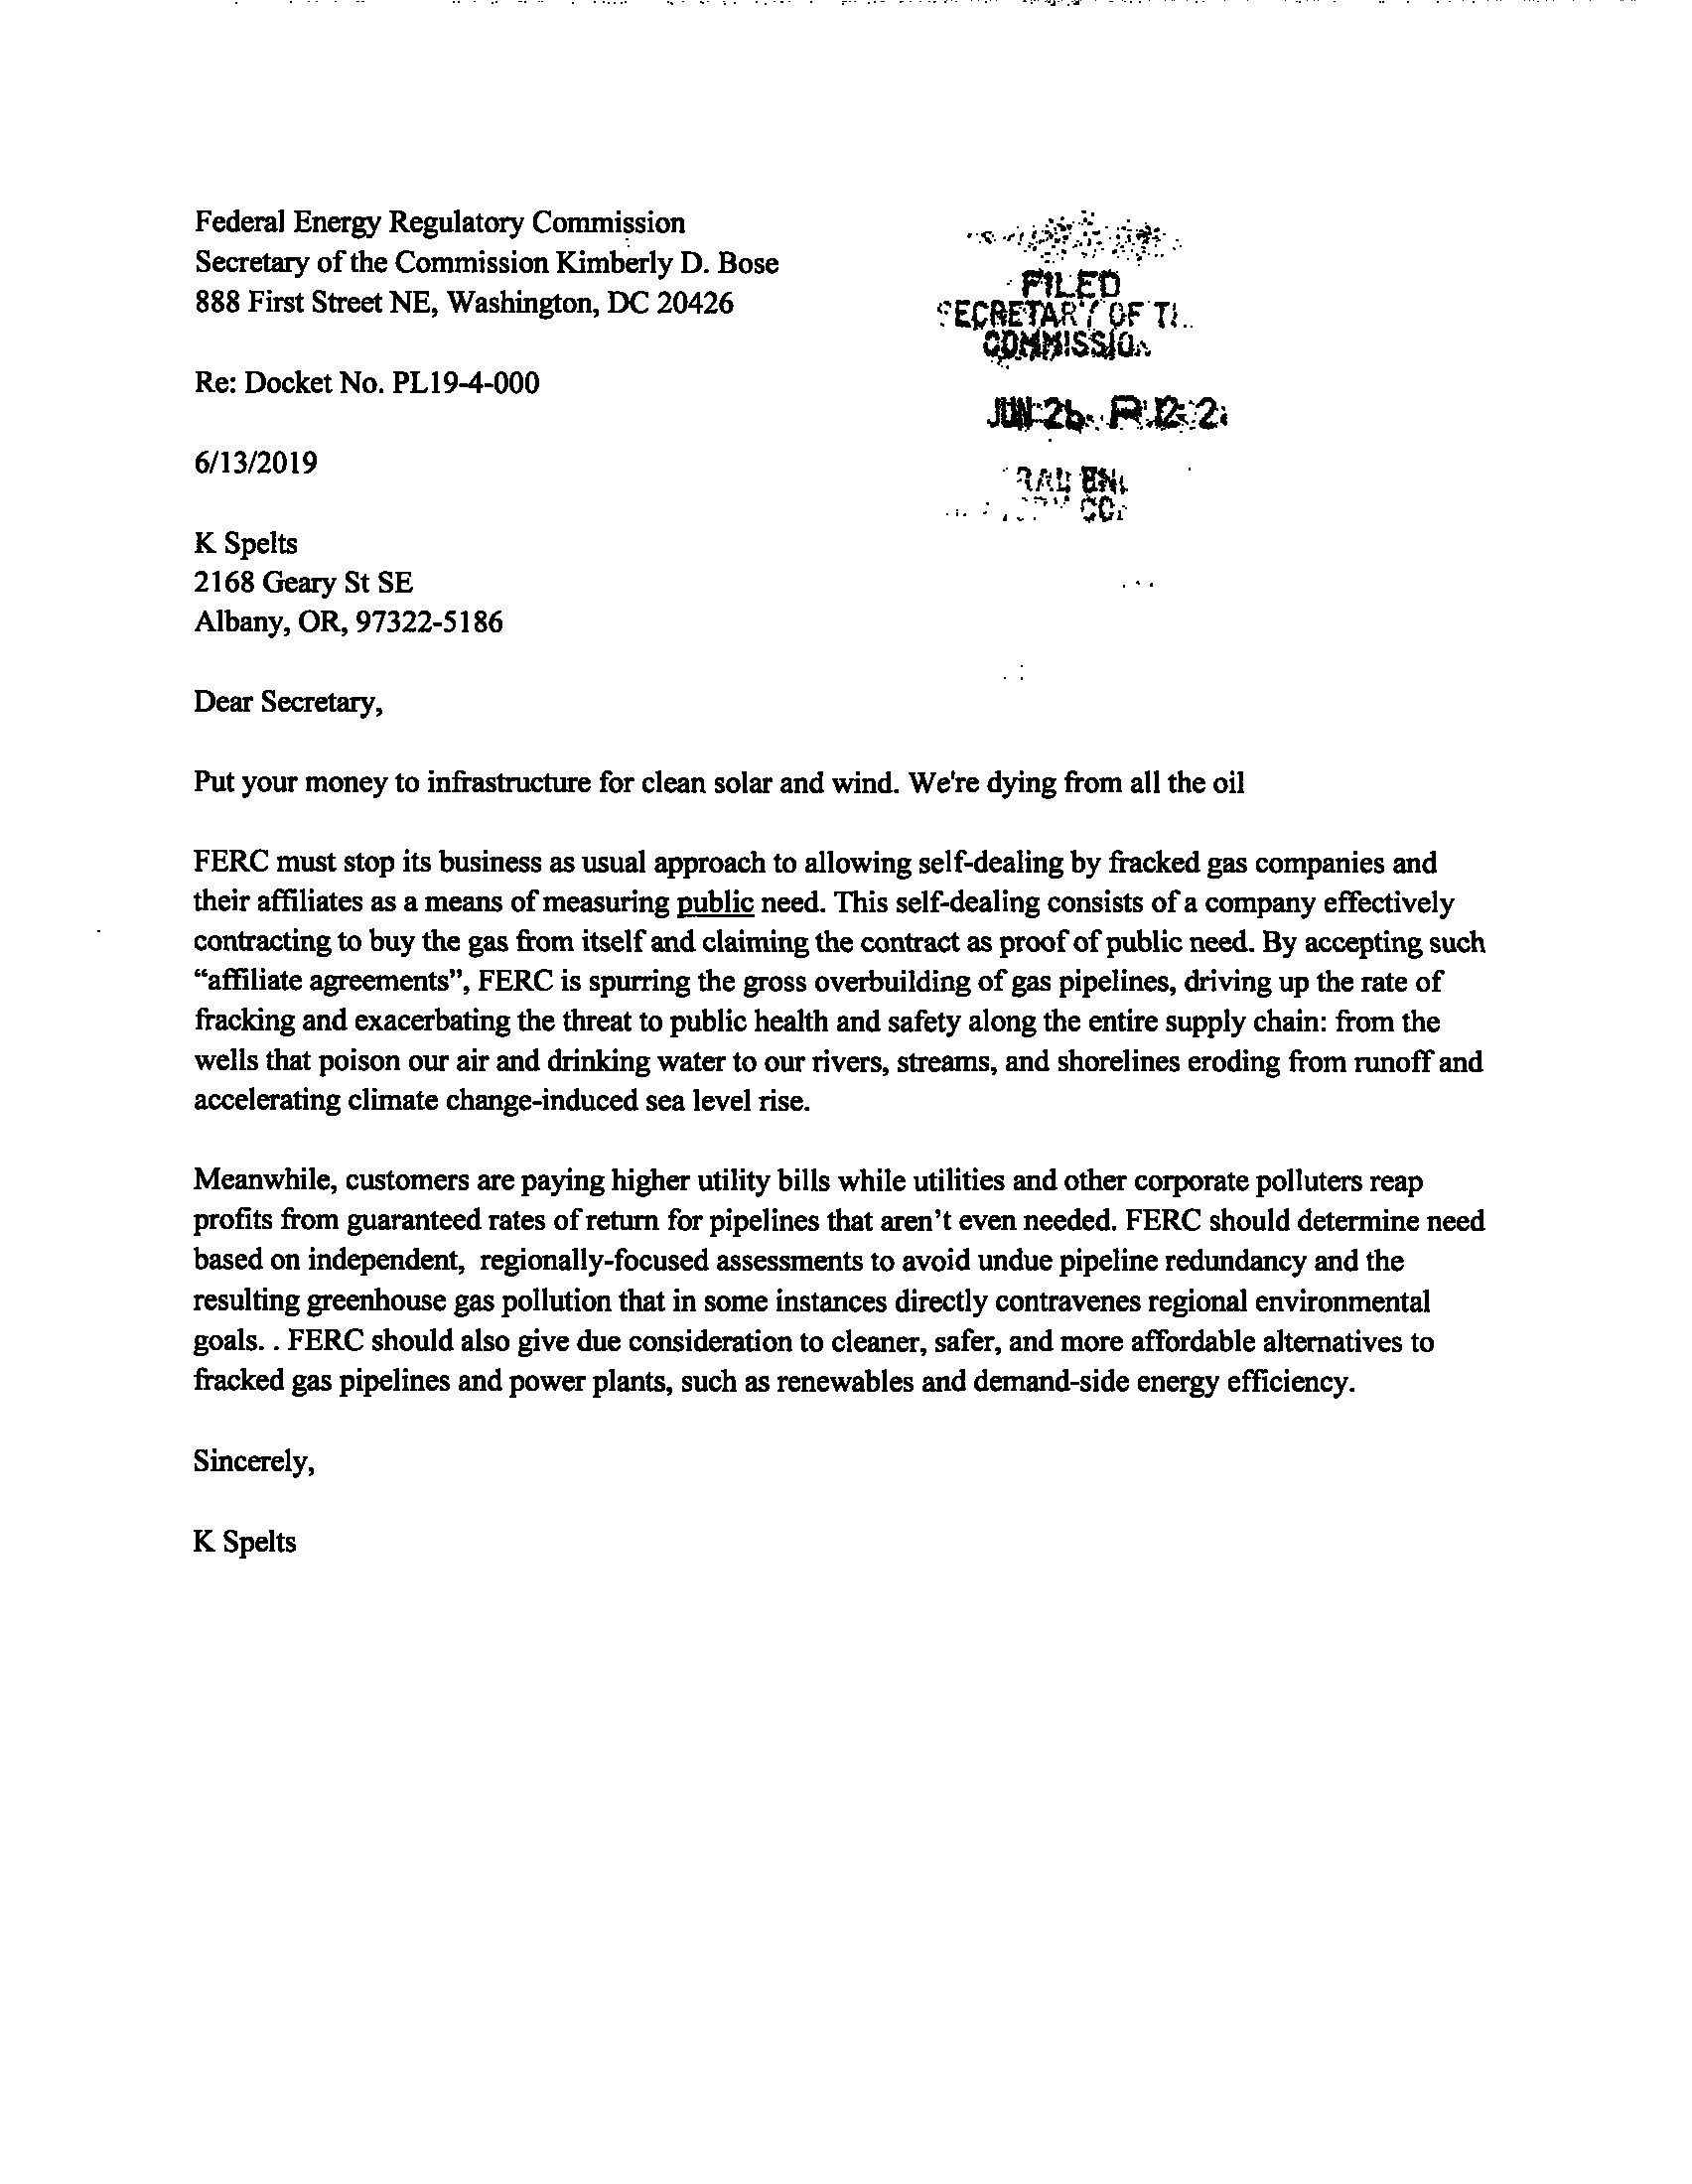 Federal Energy Regulatory Commission
Secretary of the Commission Kimberly D. Bose
888 First Street NE, Washington, DC 20426
FILED
SECRETARY OF
COMMISSION
Re: Docket No. PL19-4-000
JUN 26
6/13/2019
K Spelts
2168 Geary St SE
Albany, OR, 97322-5186
Dear Secretary,
Put your money to infrastructure for clean solar and wind. We're dying from all the oil
FERC must stop its business as usual approach to allowing self-dealing by fracked gas companies and
their affiliates as a means of measuring public need. This self-dealing consists of a company effectively
contracting to buy the gas from itself and claiming the contract as proof of public need. By accepting such
“affiliate agreements”, FERC is spurring the gross overbuilding of gas pipelines, driving up the rate of
fracking and exacerbating the threat to public health and safety along the entire supply chain: from the
wells that poison our air and drinking water to our rivers, streams, and shorelines eroding from runoff and
accelerating climate change-induced sea level rise.
Meanwhile, customers are paying higher utility bills while utilities and other corporate polluters reap
profits from guaranteed rates of return for pipelines that aren’t even needed. FERC should determine need
based on independent, regionally-focused assessments to avoid undue pipeline redundancy and the
resulting greenhouse gas pollution that in some instances directly contravenes regional environmental
goals. . FERC should also give due consideration to cleaner, safer, and more affordable alternatives to
fracked gas pipelines and power plants, such as renewables and demand-side energy efficiency.
Sincerely,
K Spelts